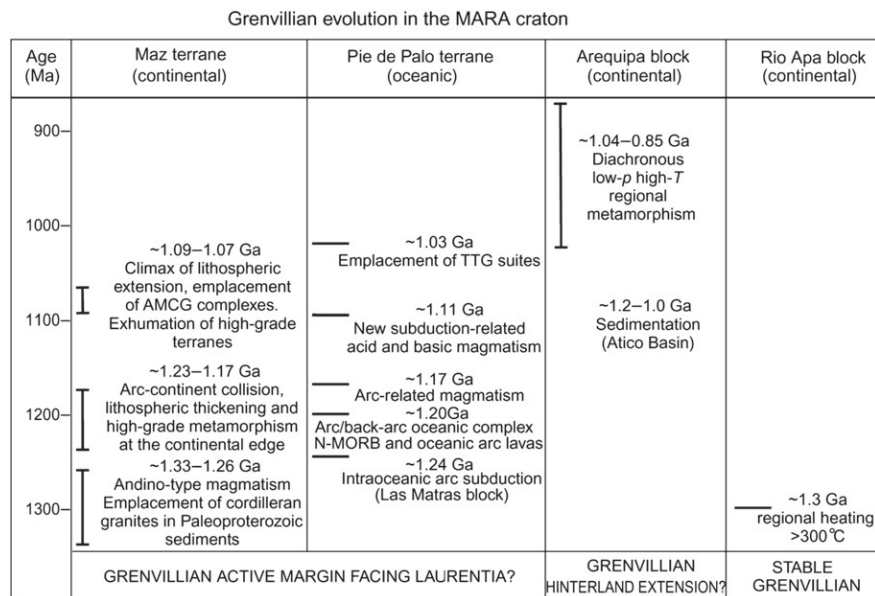 Grenvillian evolution in the MARA craton
Age
(Ma)
Maz terrane
(continental)
Pie de Palo terrane
(oceanic)
Arequipa block
(continental)
Rio Apa block
(continental)
900
1000
1100
1200
1300
~1.09–1.07 Ga
Climax of lithospheric
extension, emplacement
of AMCG complexes.
Exhumation of high-grade
terranes
~1.23–1.17 Ga
Arc-continent collision,
lithospheric thickening and
high-grade metamorphism
at the continental edge
~1.33–1.26 Ga
Andino-type magmatism
Emplacement of cordilleran
granites in Paleoproterozoic
sediments
~1.03 Ga
Emplacement of TTG suites
~1.11 Ga
New subduction-related
acid and basic magmatism
~1.17 Ga
Arc-related magmatism
~1.20Ga
Arc/back-arc oceanic complex
N-MORB and oceanic arc lavas
~1.24 Ga
Intraoceanic arc subduction
(Las Matras block)
~1.04–0.85 Ga
Diachronous
low-p high-T
regional
metamorphism
~1.2–1.0 Ga
Sedimentation
(Atico Basin)
~1.3 Ga
regional heating
>300°C
GRENVILLIAN ACTIVE MARGIN FACING LAURENTIA?
GRENVILLIAN
HINTERLAND EXTENSION?
STABLE
GRENVILLIAN